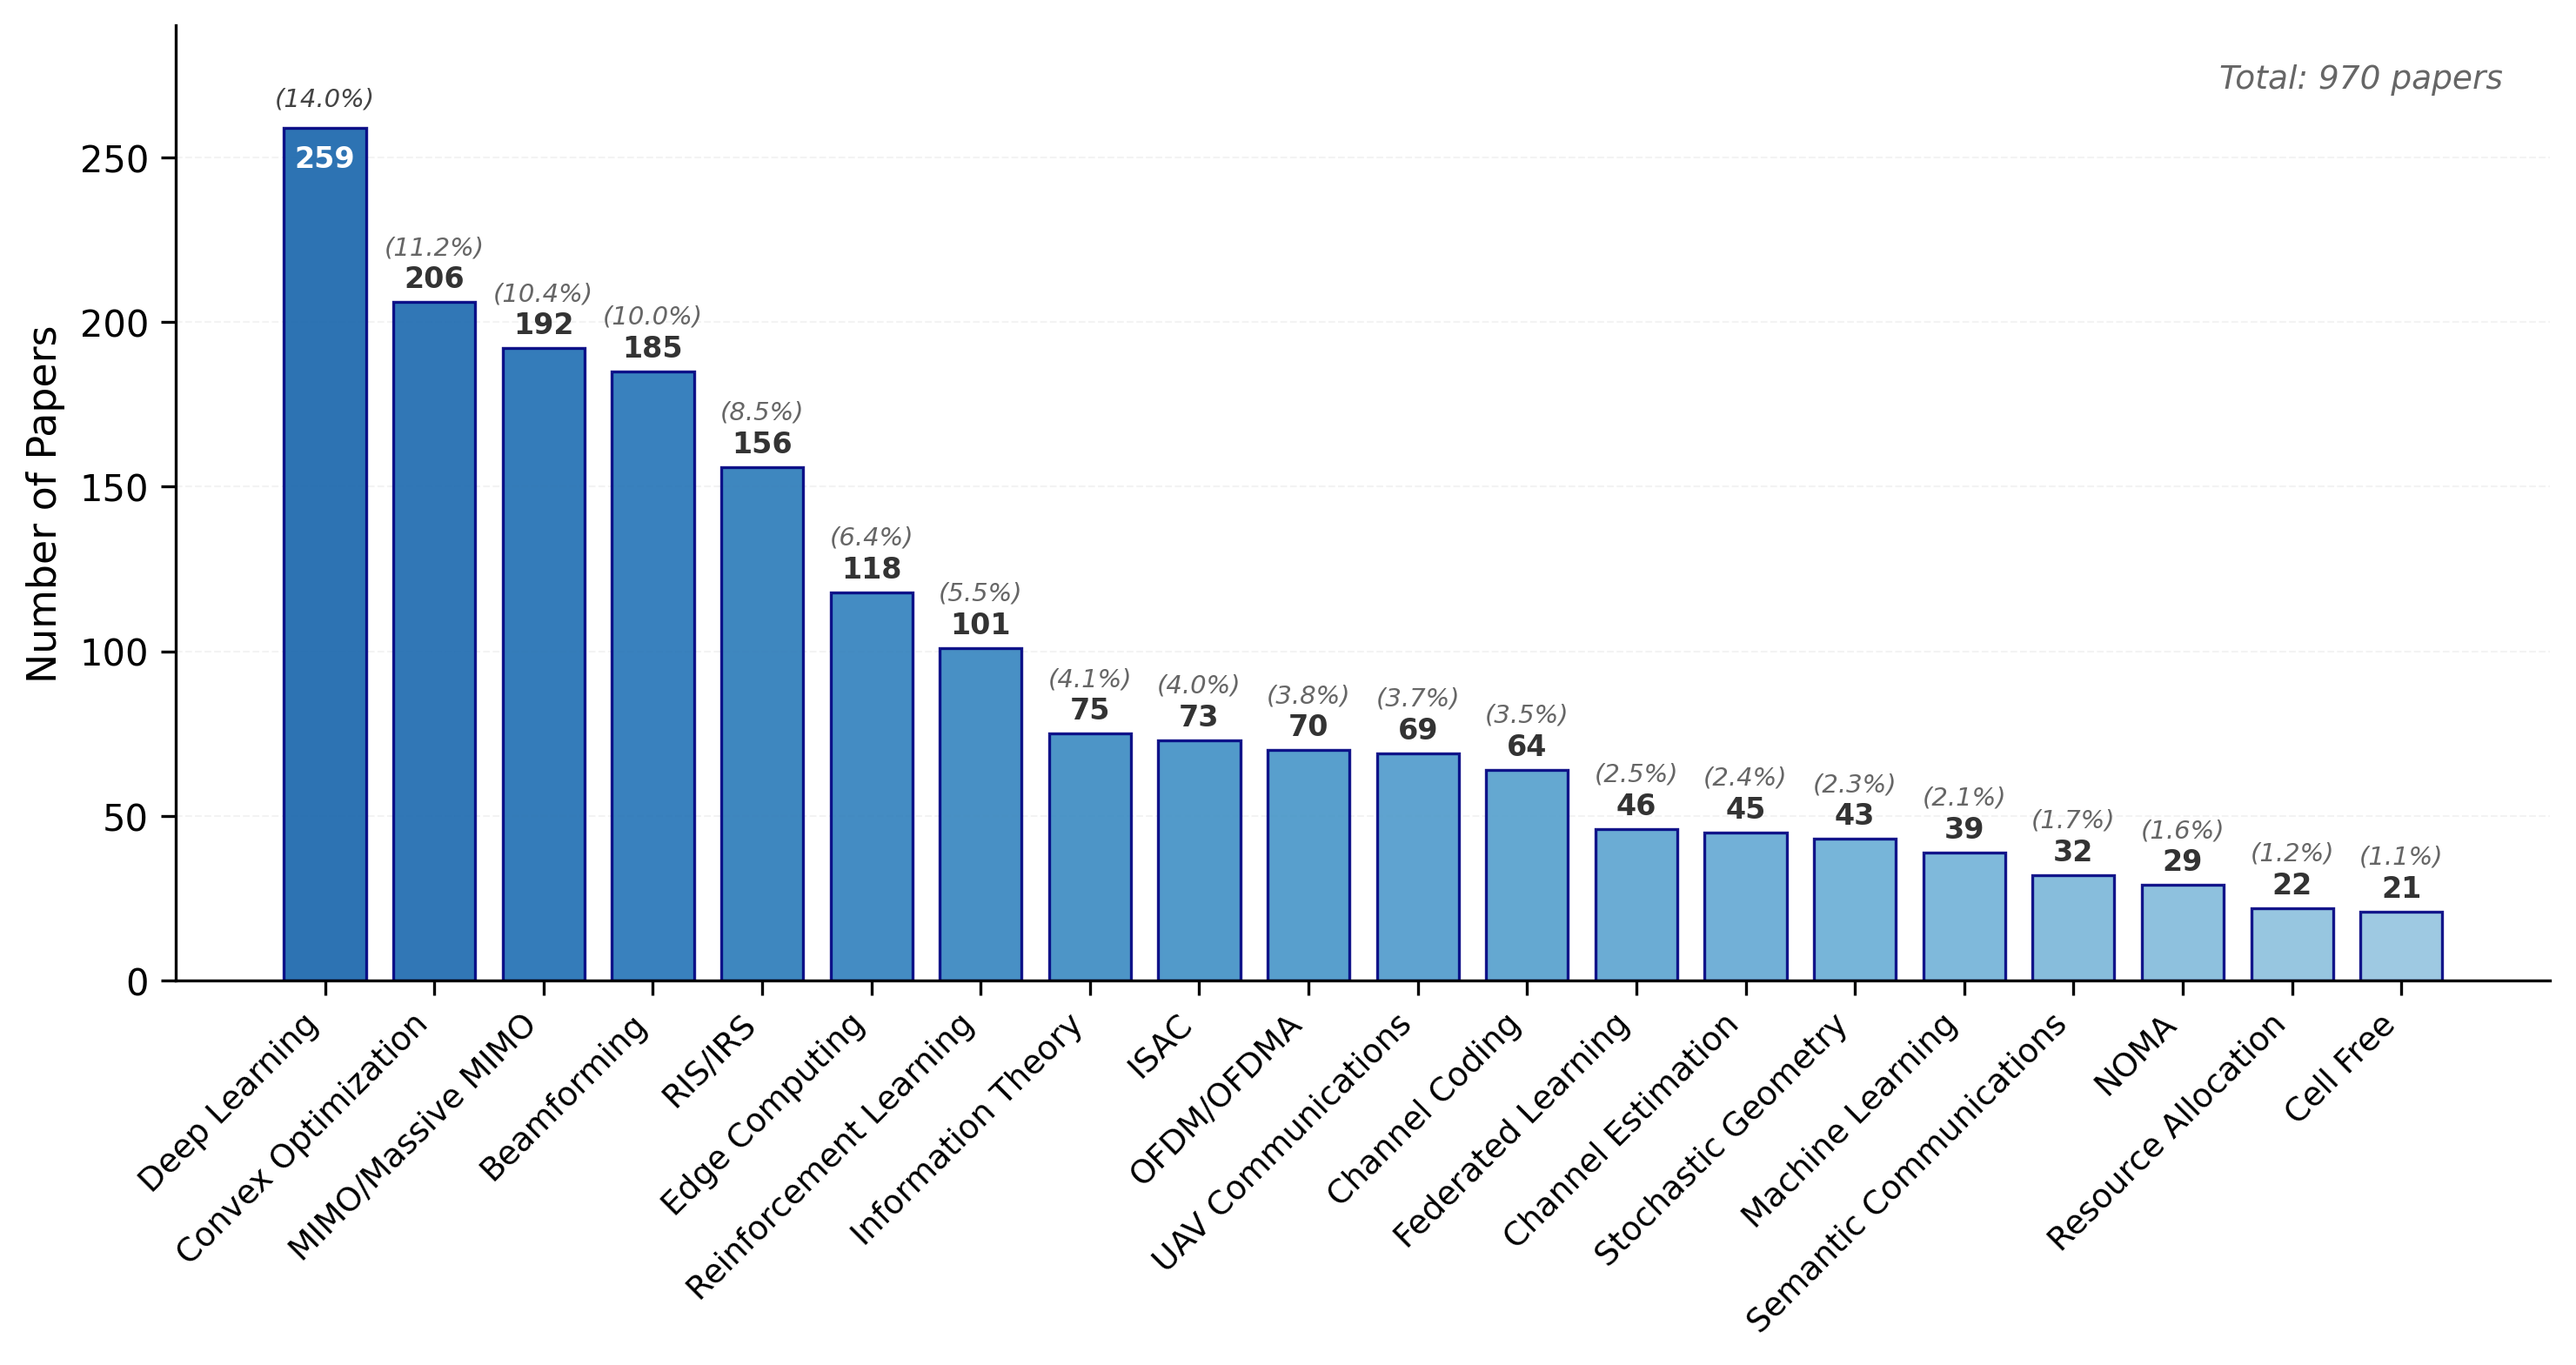 Total: 970 papers
Number of Papers
250
200
150
100
50
0
(14.0%)
259
(11.2%)
206
(10.4%)
192
(10.0%)
185
(8.5%)
156
(6.4%)
118
(5.5%)
101
(4.1%)
75
(4.0%)
73
(3.8%)
70
(3.7%)
69
(3.5%)
64
(2.5%)
46
(2.4%)
45
(2.3%)
43
(2.1%)
39
(1.7%)
32
(1.6%)
29
(1.2%)
22
(1.1%)
21
Deep Learning
Convex Optimization
MIMO/Massive MIMO
Beamforming
RIS/IRS
Edge Computing
Reinforcement Learning
Information Theory
ISAC
OFDM/OFDMA
UAV Communications
Channel Coding
Federated Learning
Channel Estimation
Stochastic Geometry
Machine Learning
Semantic Communications
NOMA
Resource Allocation
Cell Free